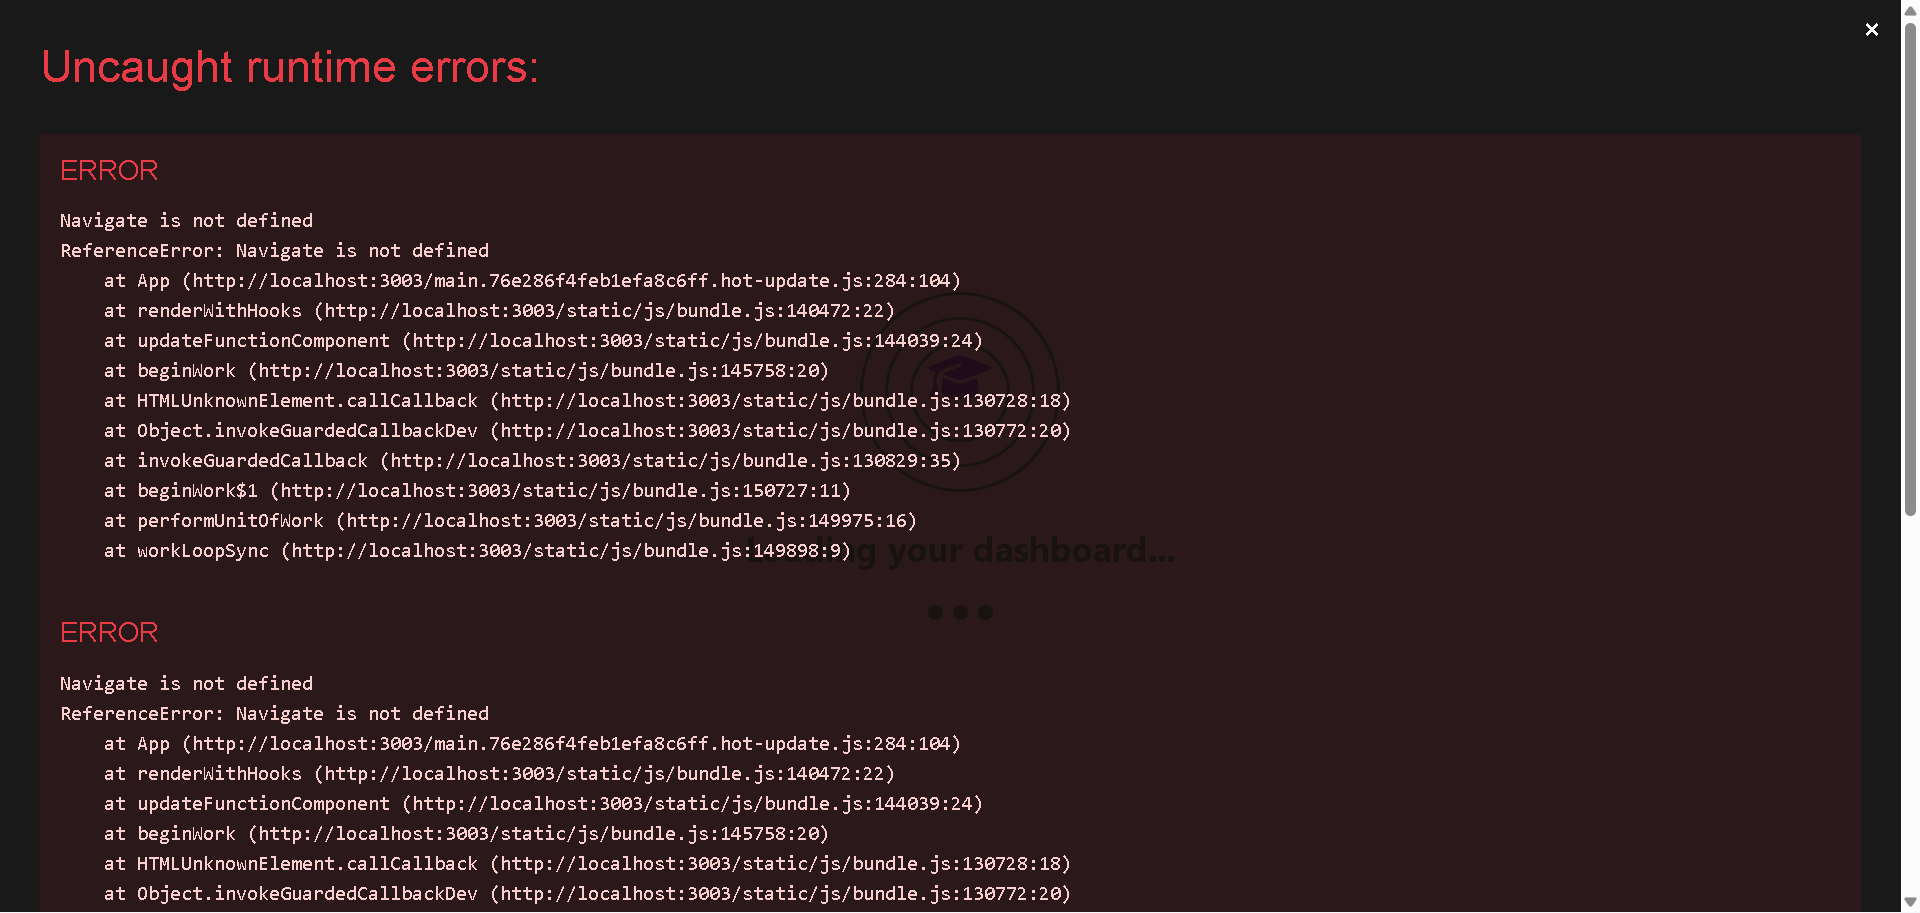 ×
Uncaught runtime errors:
ERROR
Navigate is not defined
ReferenceError: Navigate is not defined
    at App (http://localhost:3003/main.76e286f4feb1efa8c6ff.hot-update.js:284:104)
    at renderWithHooks (http://localhost:3003/static/js/bundle.js:140472:22)
    at updateFunctionComponent (http://localhost:3003/static/js/bundle.js:144039:24)
    at beginWork (http://localhost:3003/static/js/bundle.js:145758:20)
    at HTMLUnknownElement.callCallback (http://localhost:3003/static/js/bundle.js:130728:18)
    at Object.invokeGuardedCallbackDev (http://localhost:3003/static/js/bundle.js:130772:20)
    at invokeGuardedCallback (http://localhost:3003/static/js/bundle.js:130829:35)
    at beginWork$1 (http://localhost:3003/static/js/bundle.js:150727:11)
    at performUnitOfWork (http://localhost:3003/static/js/bundle.js:149975:16)
    at workLoopSync (http://localhost:3003/static/js/bundle.js:149898:9)
Loading your dashboard...
ERROR
Navigate is not defined
ReferenceError: Navigate is not defined
    at App (http://localhost:3003/main.76e286f4feb1efa8c6ff.hot-update.js:284:104)
    at renderWithHooks (http://localhost:3003/static/js/bundle.js:140472:22)
    at updateFunctionComponent (http://localhost:3003/static/js/bundle.js:144039:24)
    at beginWork (http://localhost:3003/static/js/bundle.js:145758:20)
    at HTMLUnknownElement.callCallback (http://localhost:3003/static/js/bundle.js:130728:18)
    at Object.invokeGuardedCallbackDev (http://localhost:3003/static/js/bundle.js:130772:20)